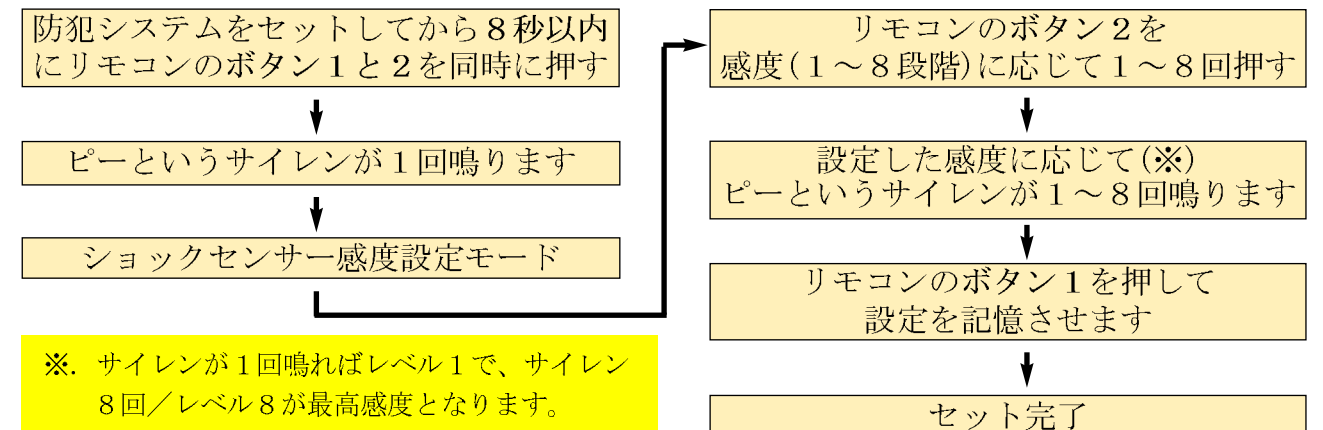 防犯システムをセットしてから８秒以内
にリモコンのボタン１と２を同時に押す
ピーというサイレンが１回鳴ります
ショックセンサー感度設定モード
リモコンのボタン２を
感度(１～８段階)に応じて１～８回押す
設定した感度に応じて(※)
ピーというサイレンが１～８回鳴ります
リモコンのボタン１を押して
設定を記憶させます
セット完了
※. サイレンが１回鳴ればレベル１で、サイレン
８回／レベル８が最高感度となります。